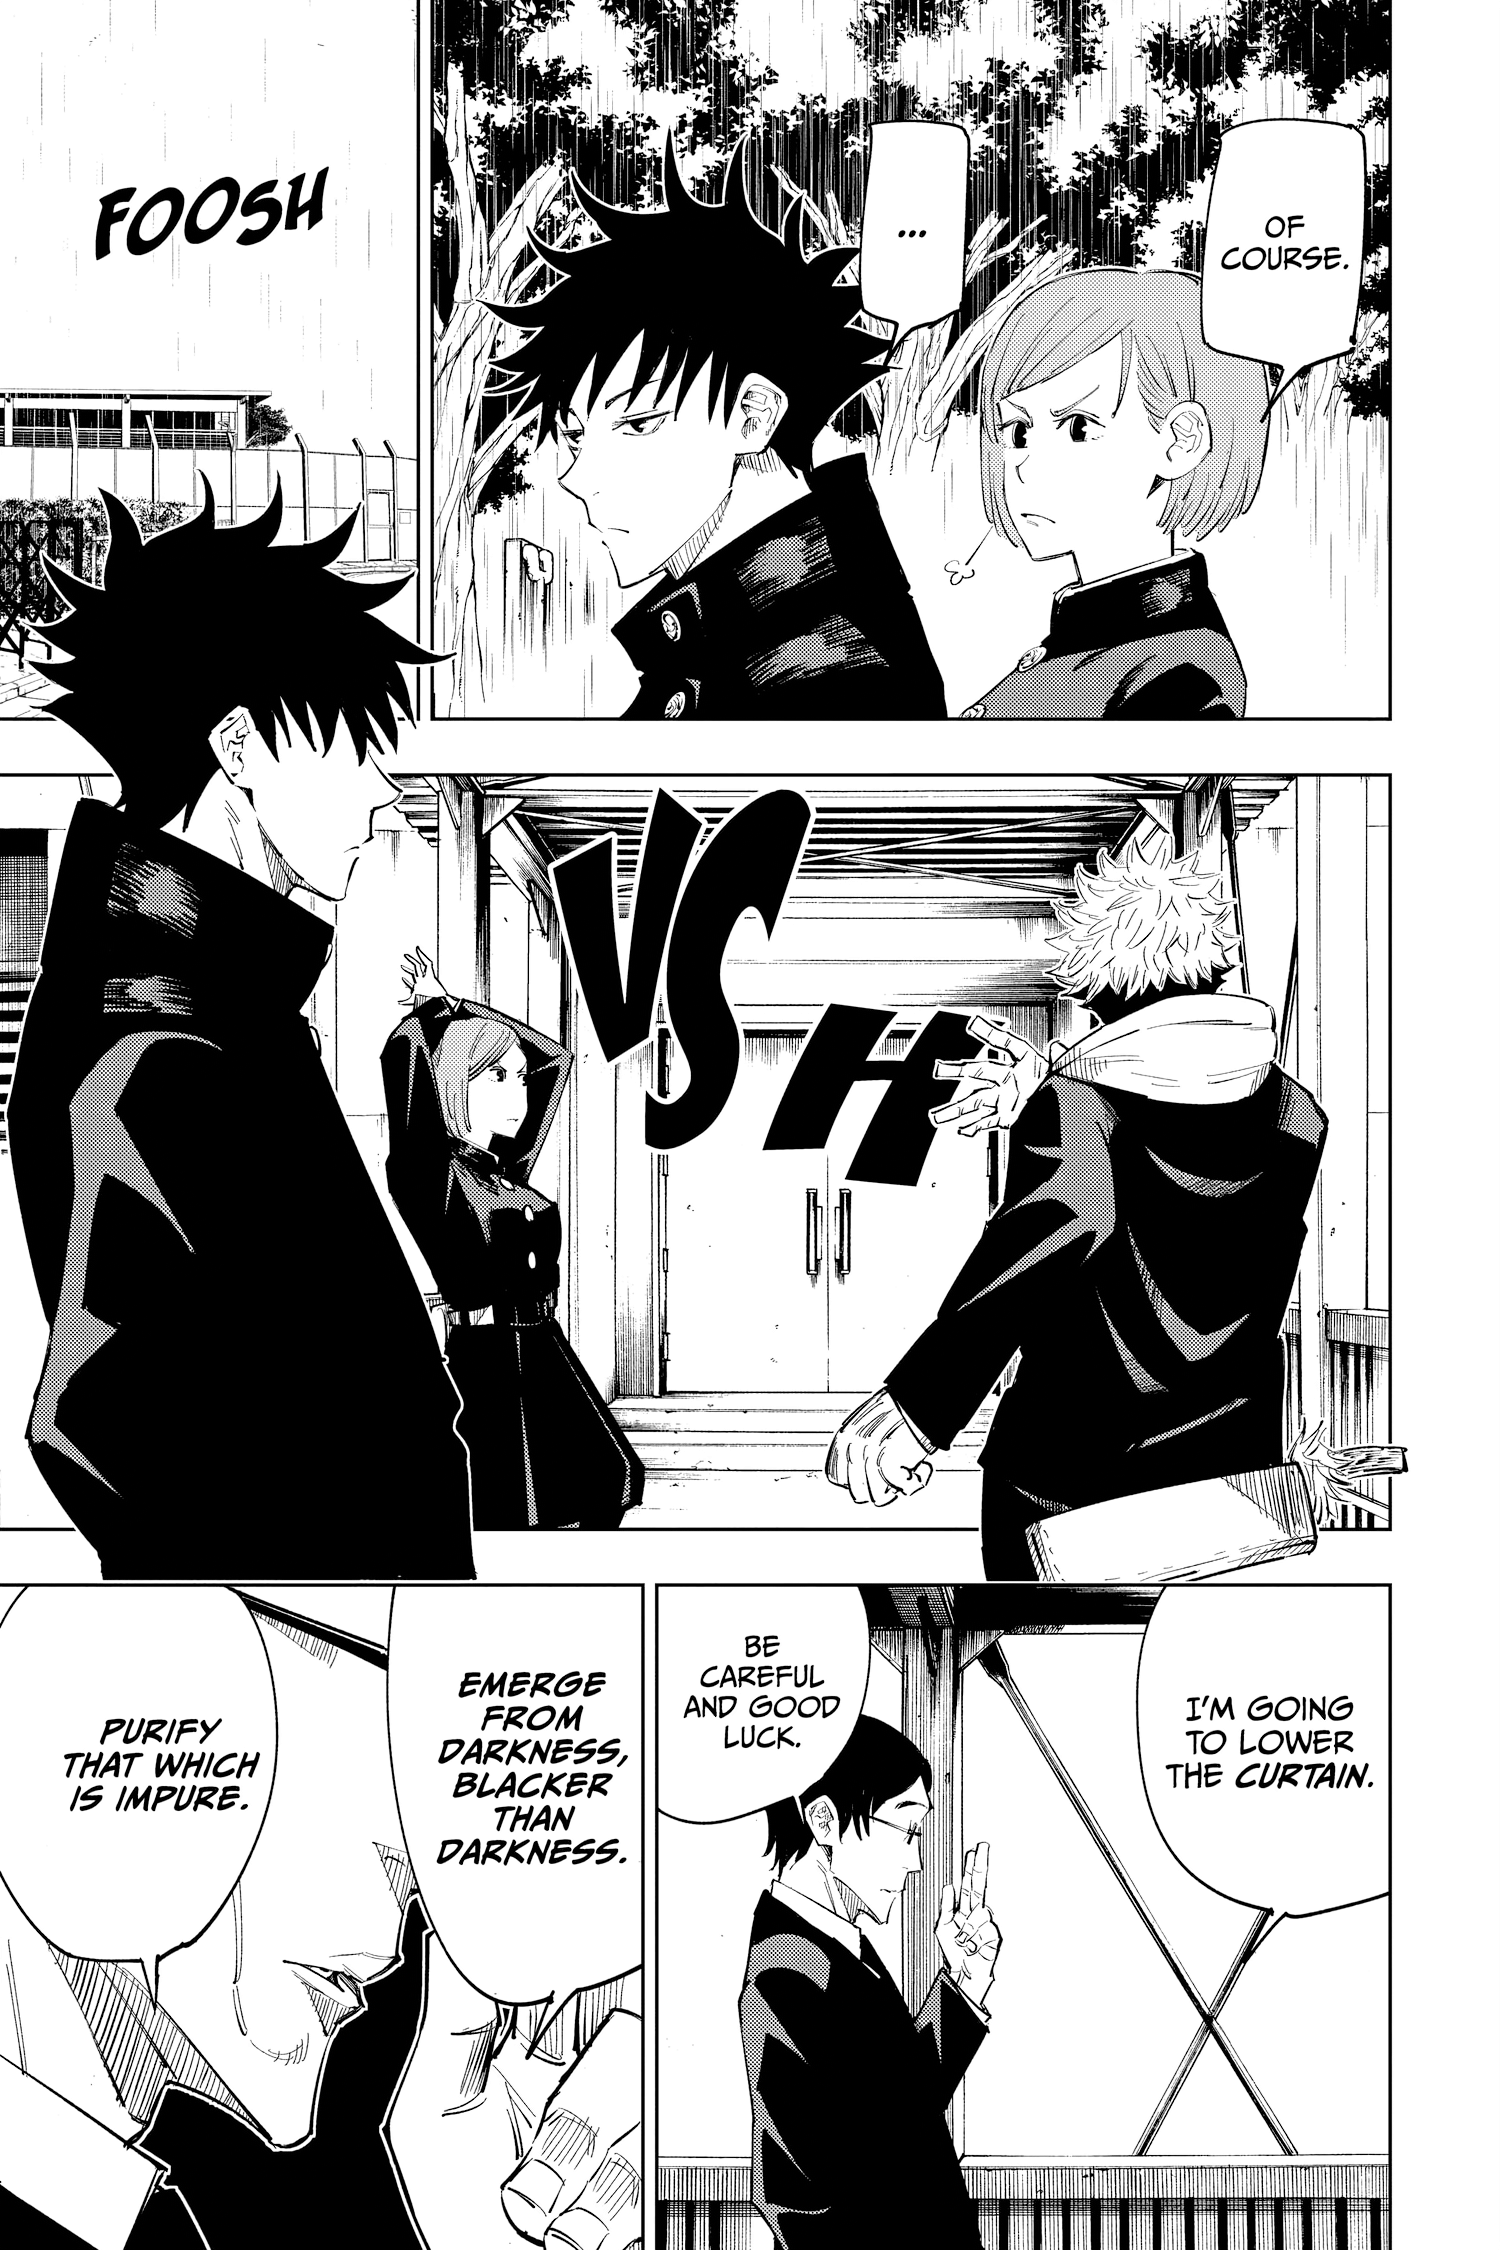 OF
COURSE.
...
FOOSH
VSSH
I'M GOING
TO LOWER
THE CURTAIN.
BE
CAREFUL
AND GOOD
LUCK.
EMERGE
FROM
DARKNESS,
BLACKER
THAN
DARKNESS.
PURIFY
THAT WHICH
IS IMPURE.